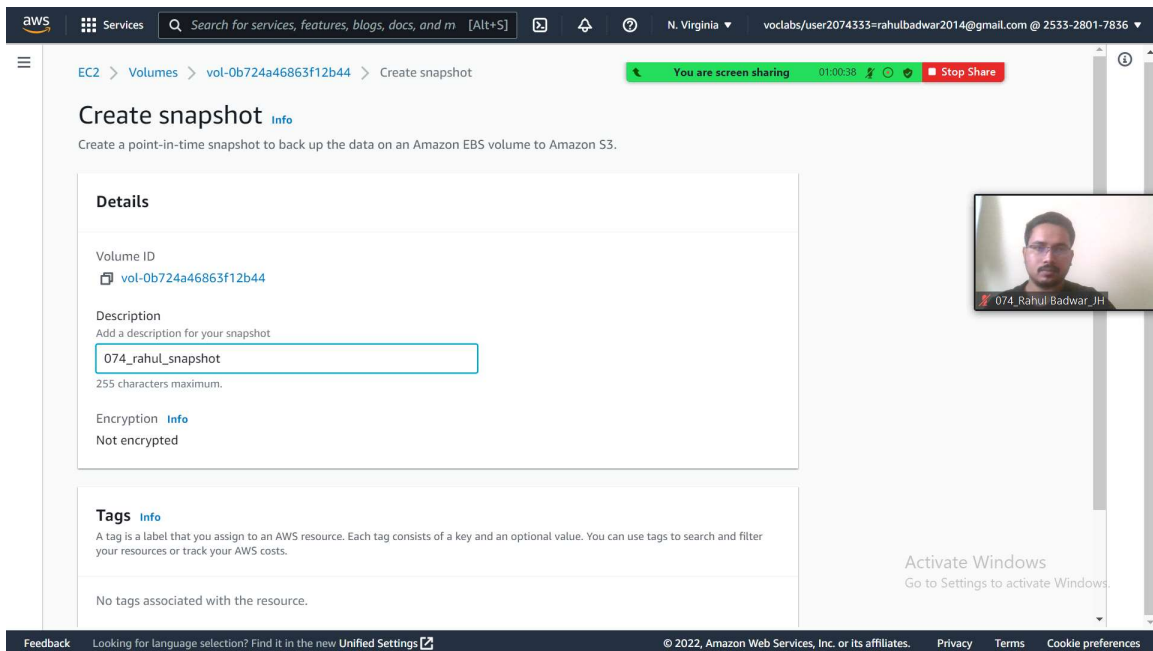 aws
Services
Search for services, features, blogs, docs, and m [Alt+S]
N. Virginia ▼
voclabs/user2074333=rahulbadwar2014@gmail.com @ 2533-2801-7836 ▼
EC2 > Volumes > vol-0b724a46863f12b44 > Create snapshot
You are screen sharing 01:00:38 Stop Share
Create snapshot Info
Create a point-in-time snapshot to back up the data on an Amazon EBS volume to Amazon S3.
Details
Volume ID
vol-0b724a46863f12b44
074_Rahul Badwar_JH
Description
Add a description for your snapshot
074_rahul_snapshot
255 characters maximum.
Encryption Info
Not encrypted
Tags Info
A tag is a label that you assign to an AWS resource. Each tag consists of a key and an optional value. You can use tags to search and filter
your resources or track your AWS costs.
No tags associated with the resource.
Activate Windows
Go to Settings to activate Windows.
Feedback Looking for language selection? Find it in the new Unified Settings
© 2022, Amazon Web Services, Inc. or its affiliates. Privacy Terms Cookie preferences